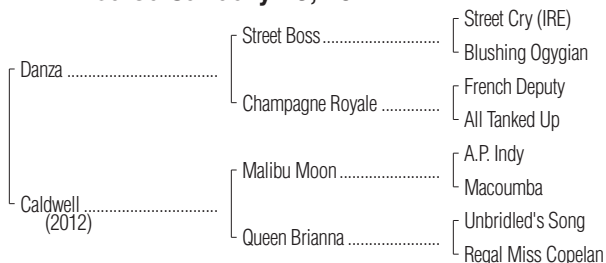 Street Cry (IRE)
Street Boss
Blushing Ogygian
Danza
French Deputy
Champagne Royale
All Tanked Up
A.P. Indy
Malibu Moon
Macoumba
Caldwell
(2012)
Unbridled's Song
Queen Brianna
Regal Miss Copelan